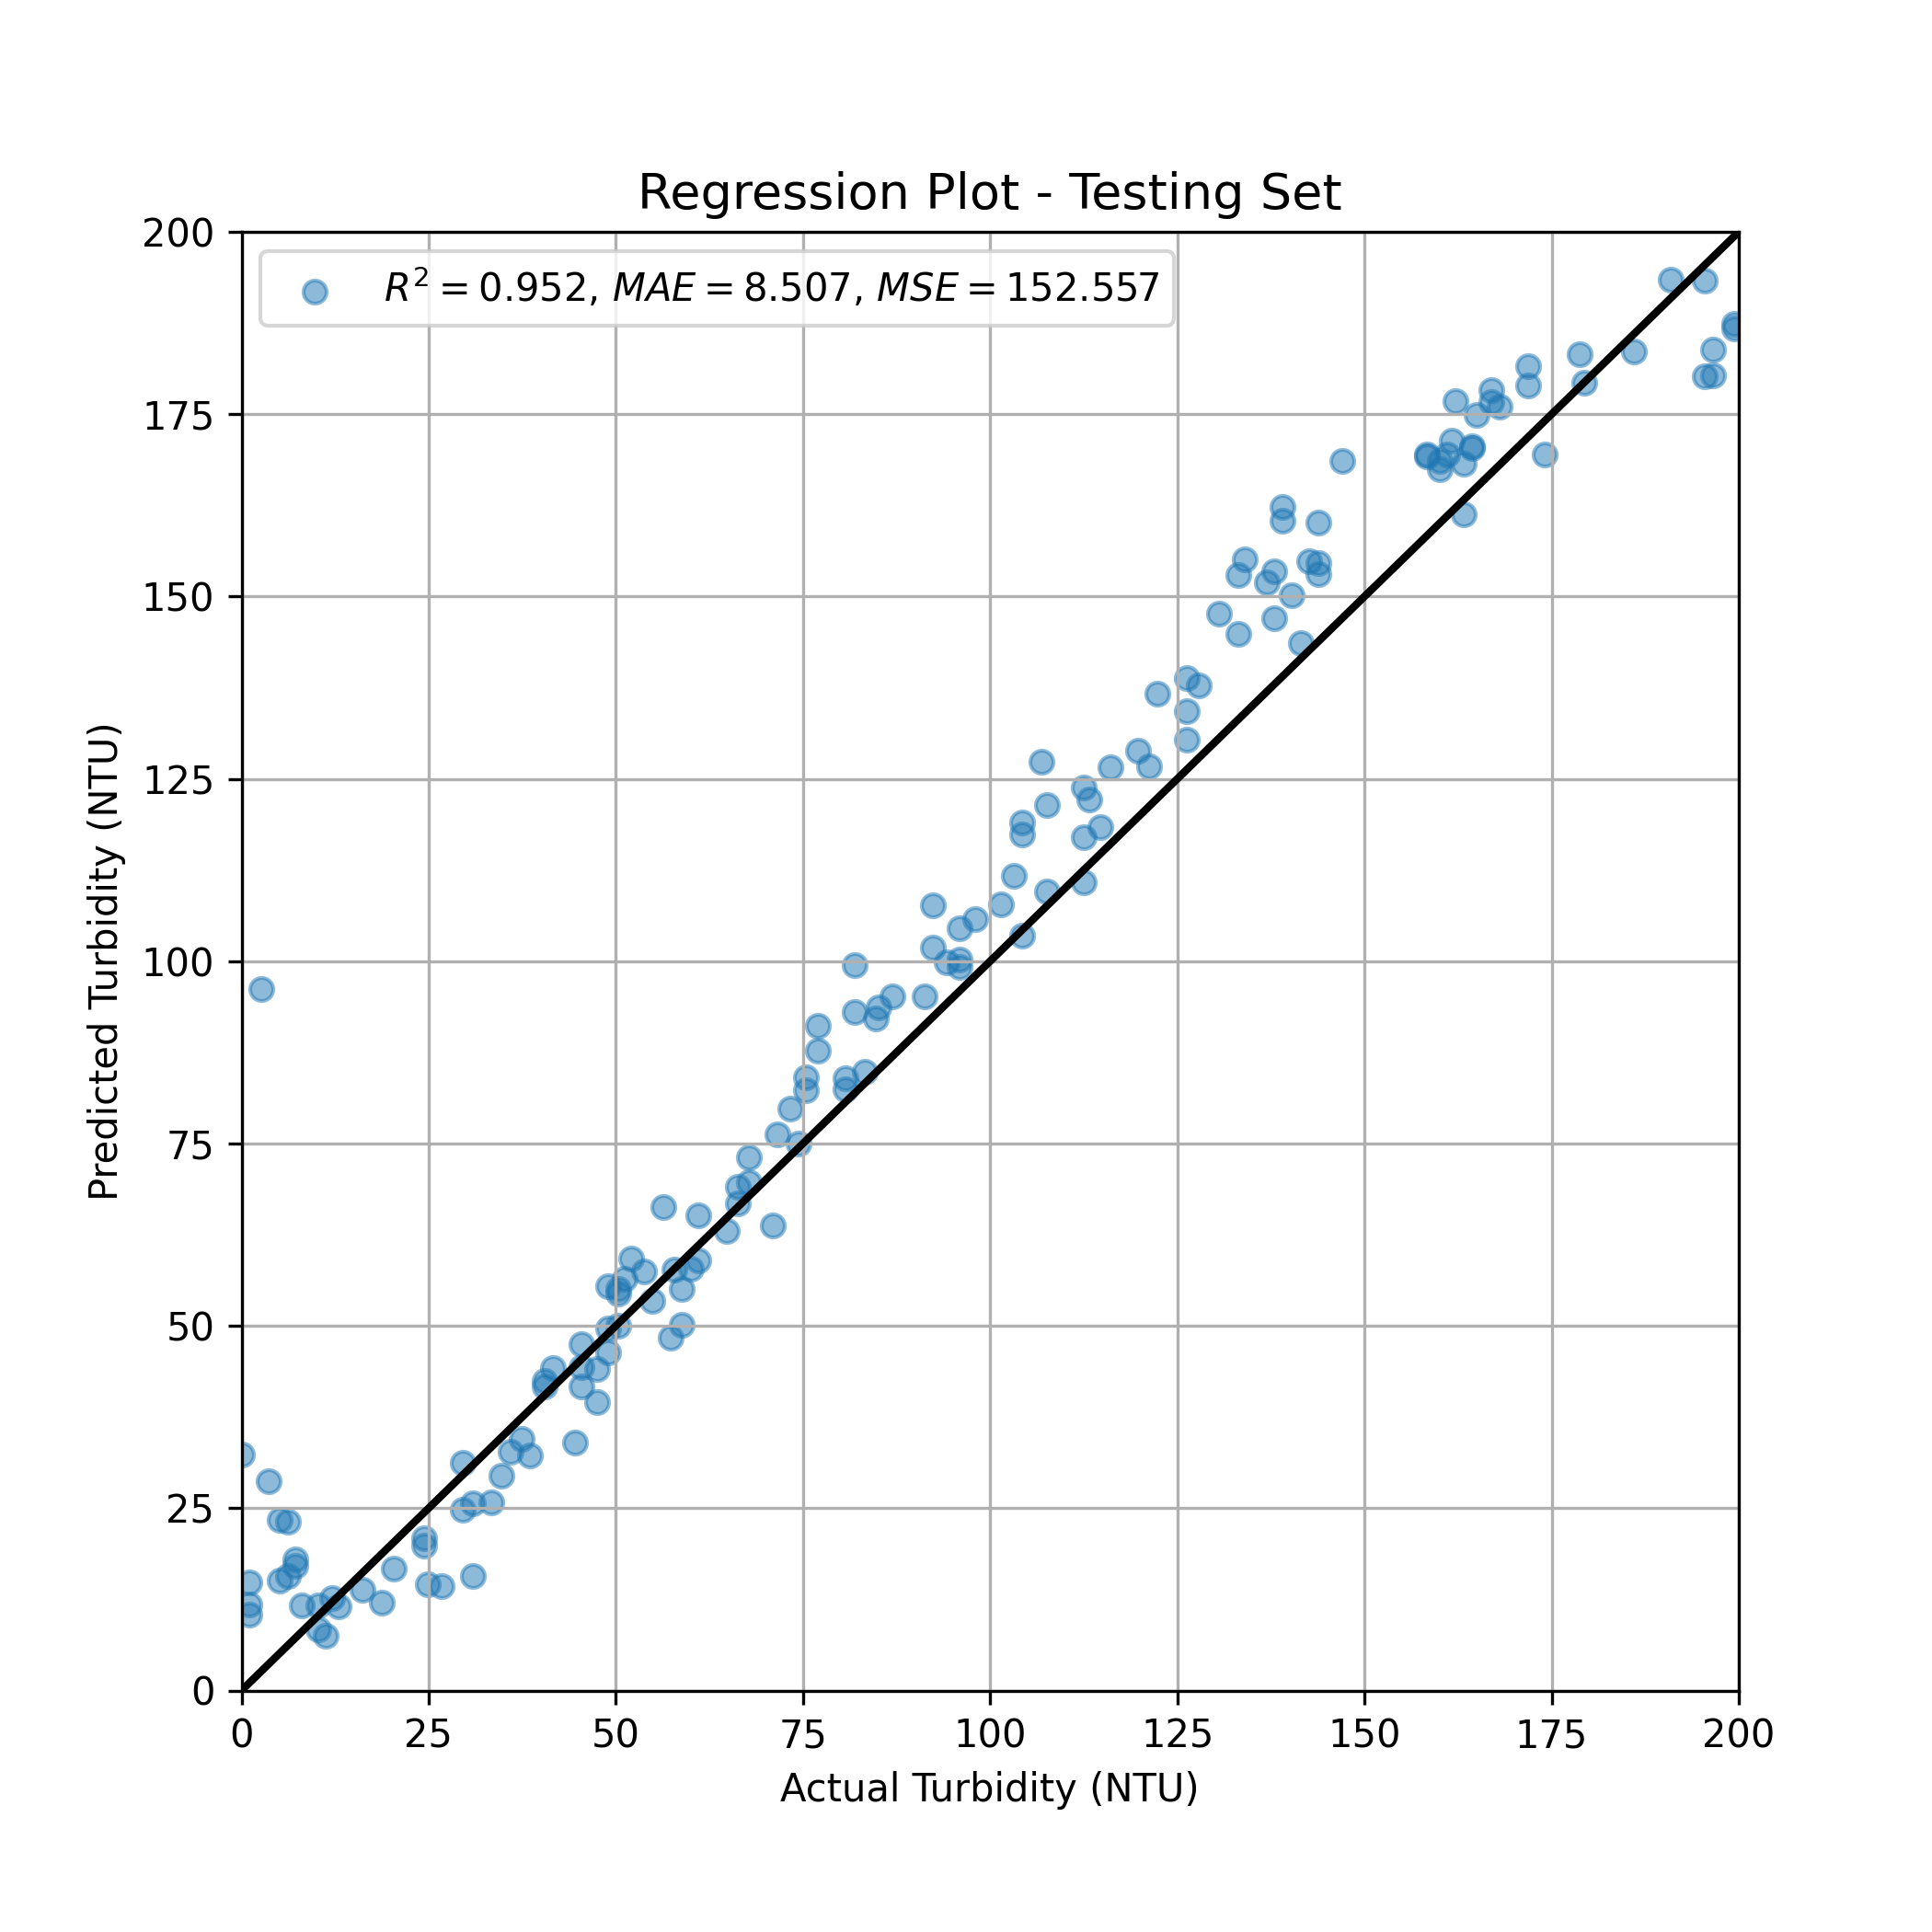 Regression Plot - Testing Set
R² = 0.952, MAE = 8.507, MSE = 152.557
200
175
150
125
100
75
50
25
0
Predicted Turbidity (NTU)
0 25 50 75 100 125 150 175 200
Actual Turbidity (NTU)